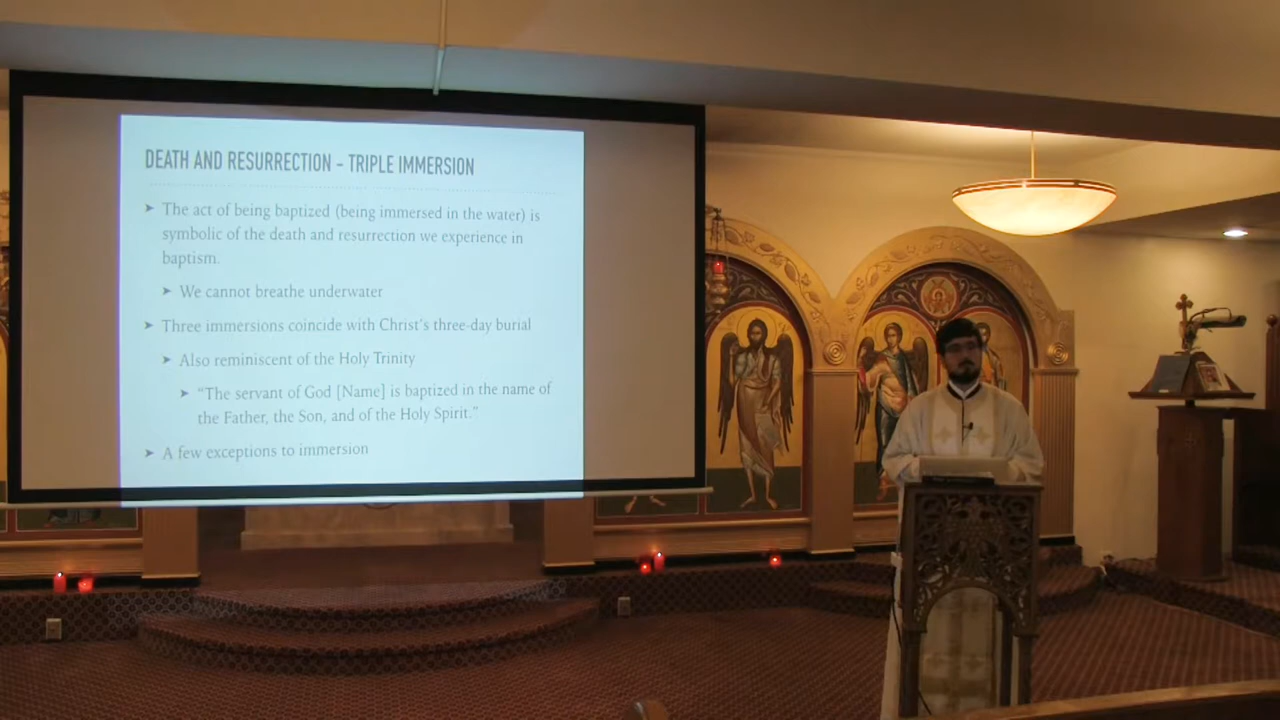 DEATH AND RESURRECTION – TRIPLE IMMERSION
➤ The act of being baptized (being immersed in the water) is
symbolic of the death and resurrection we experience in
baptism.
➤ We cannot breathe underwater
➤ Three immersions coincide with Christ's three-day burial
➤ Also reminiscent of the Holy Trinity
➤ “The servant of God [Name] is baptized in the name of
the Father, the Son, and of the Holy Spirit.”
➤ A few exceptions to immersion